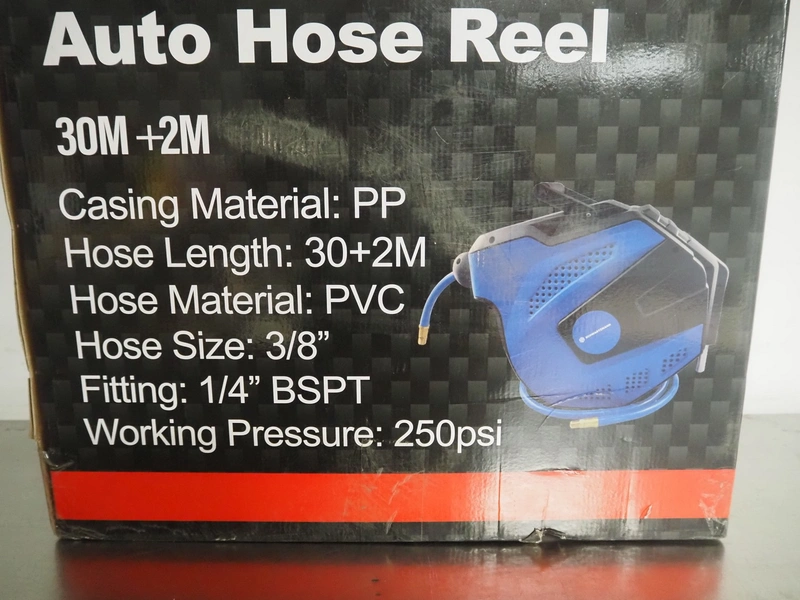 Auto Hose Reel
30M +2M
Casing Material: PP
Hose Length: 30+2M
Hose Material: PVC
Hose Size: 3/8”
Fitting: 1/4” BSPT
Working Pressure: 250psi